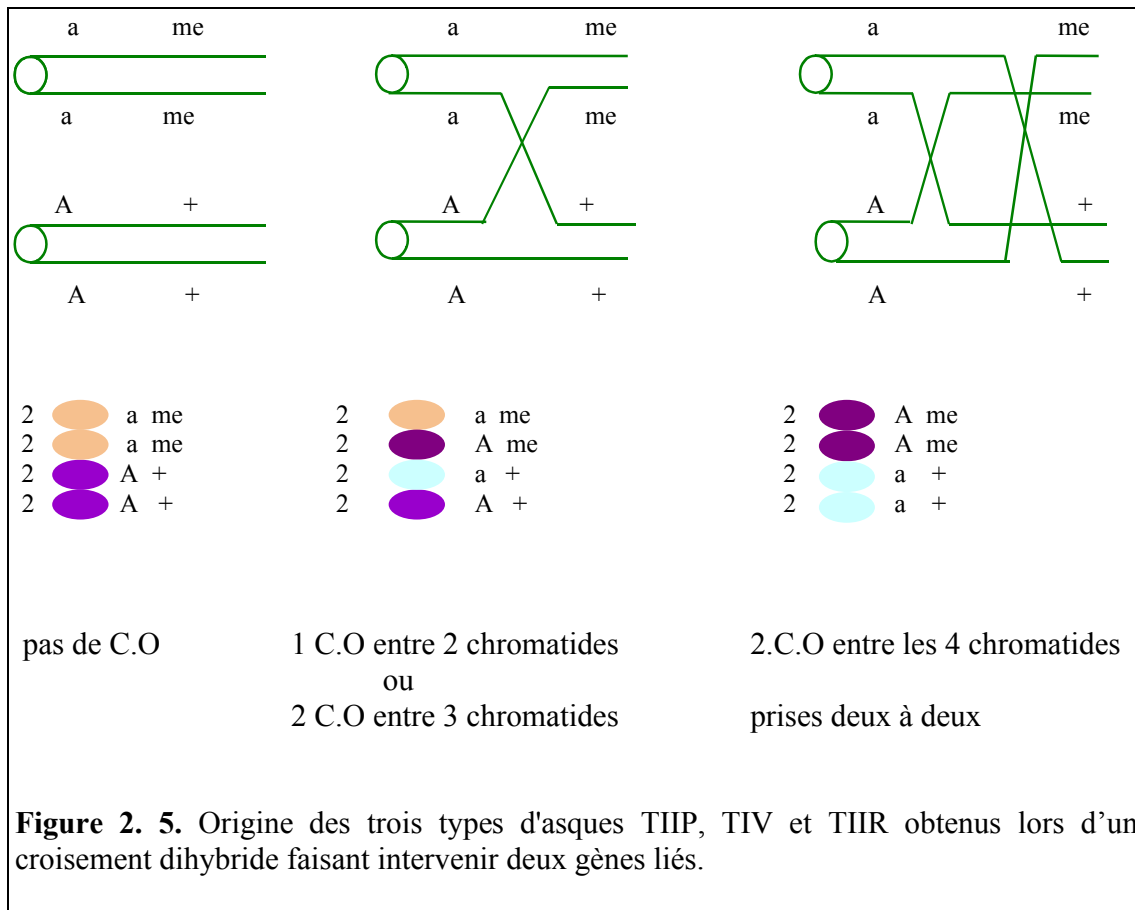 a me a me a me
a me a me a me
A + A + A +
A + A + A +
2 a me 2 a me 2 A me
2 a me 2 A me 2 A me
2 A + 2 a + 2 a +
2 A + 2 A + 2 a +
pas de C.O 1 C.O entre 2 chromatides 2.C.O entre les 4 chromatides
ou
2 C.O entre 3 chromatides prises deux à deux
Figure 2. 5. Origine des trois types d'asques TIIP, TIV et TIIR obtenus lors d'un
croisement dihybride faisant intervenir deux gènes liés.